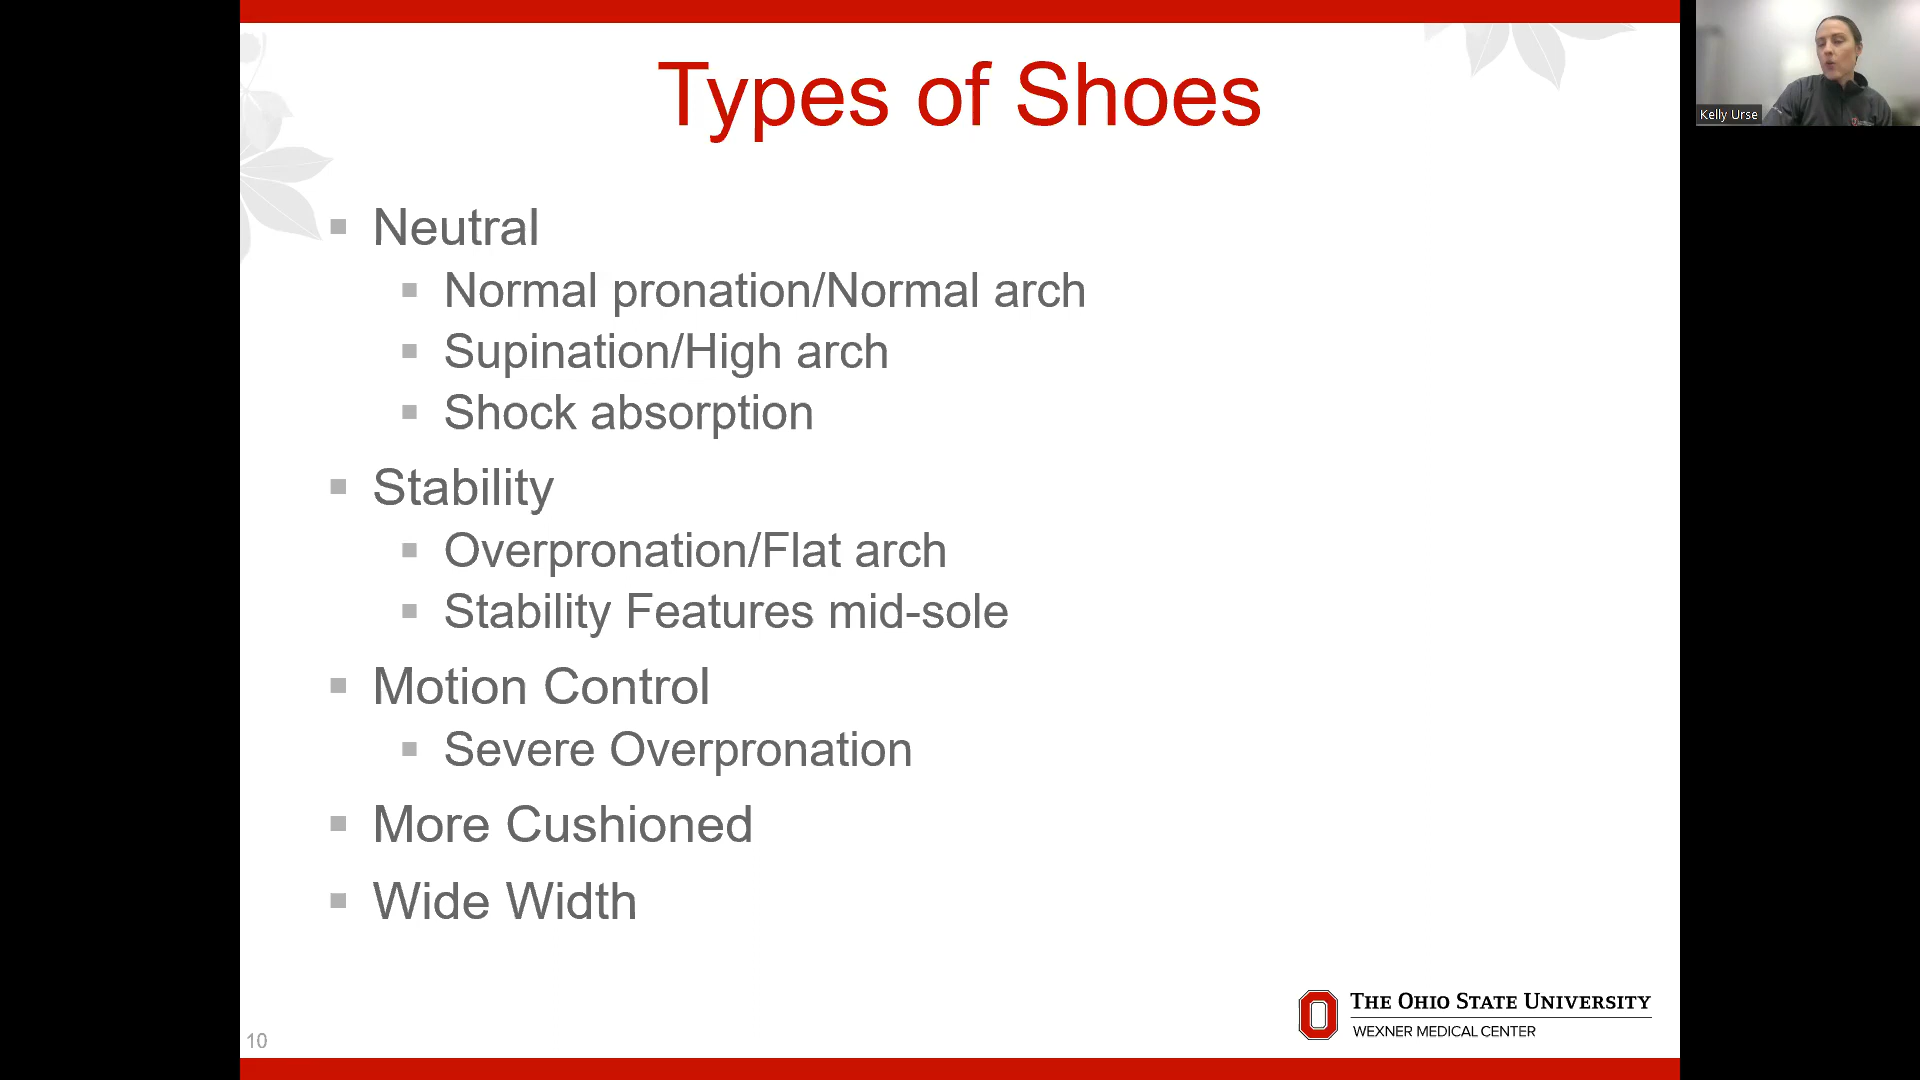 Types of Shoes
Kelly Urse
Neutral
Normal pronation/Normal arch
Supination/High arch
Shock absorption
Stability
Overpronation/Flat arch
Stability Features mid-sole
Motion Control
Severe Overpronation
More Cushioned
Wide Width
THE OHIO STATE UNIVERSITY
WEXNER MEDICAL CENTER
10